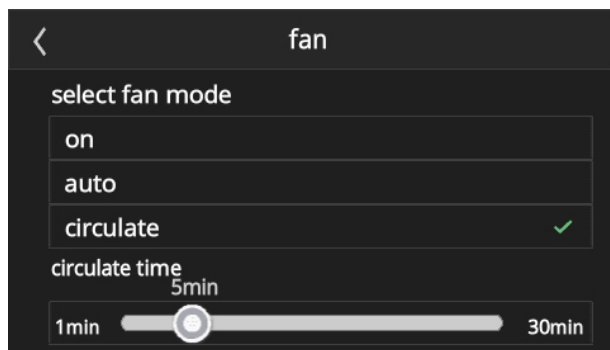 fan
select fan mode
on
auto
circulate
circulate time
5min
1min 30min